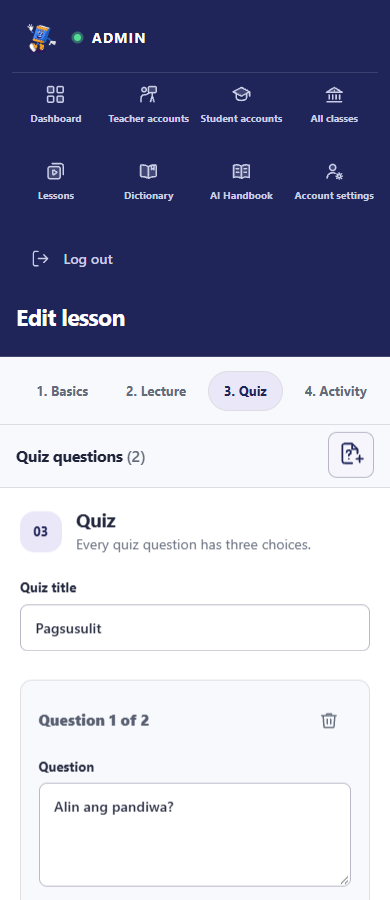 ADMIN
Dashboard
Teacher accounts
Student accounts
All classes
Lessons
Dictionary
AI Handbook
Account settings
Log out
Edit lesson
1. Basics
2. Lecture
3. Quiz
4. Activity
Quiz questions (2)
03
Quiz
Every quiz question has three choices.
Quiz title
Pagsusulit
Question 1 of 2
Question
Alin ang pandiwa?